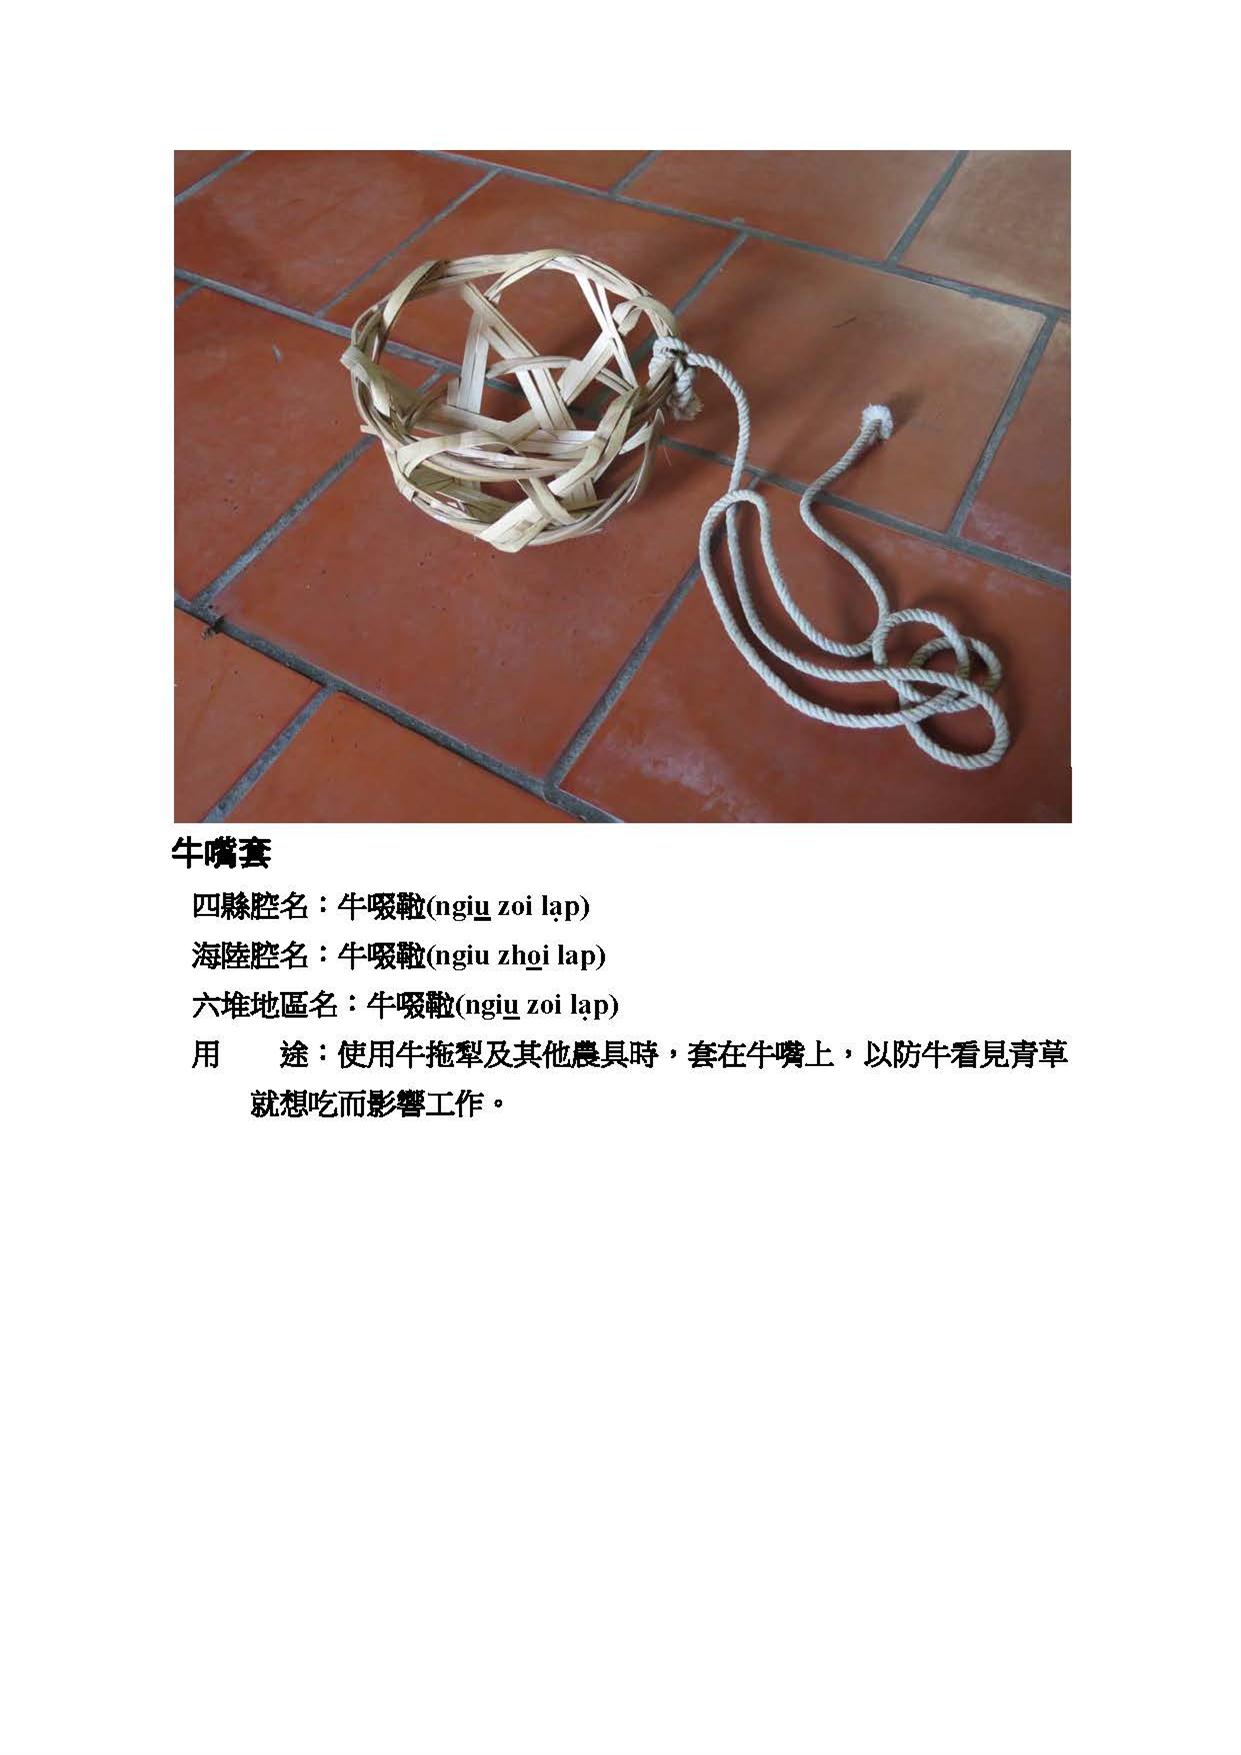 牛嘴套
四縣腔名：牛啜𩋧(ngiu̲ zoi lạp)
海陸腔名：牛啜𩋧(ngiu zho̲i lap)
六堆地區名：牛啜𩋧(ngiu̲ zoi lạp)
用　　途：使用牛拖犁及其他農具時，套在牛嘴上，以防牛看見青草
就想吃而影響工作。